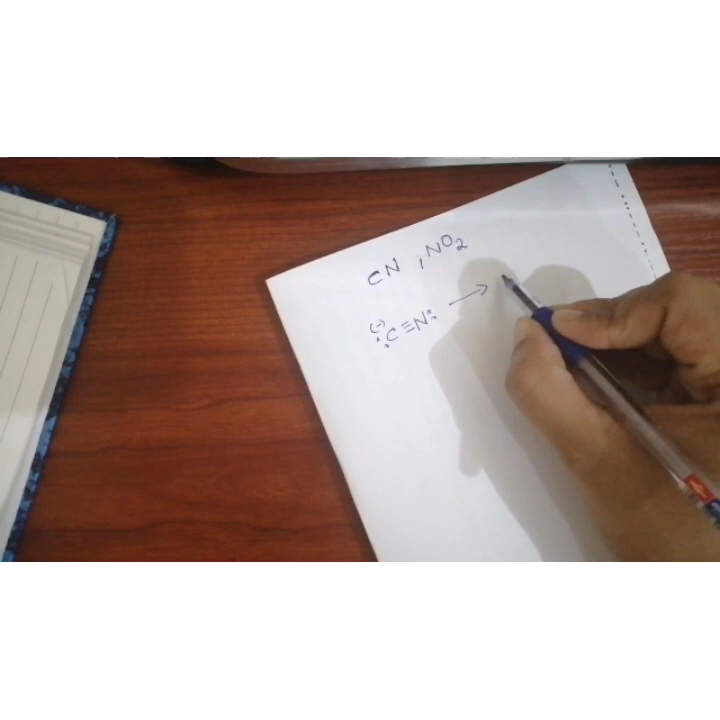 CN , NO₂
(-) :C≡N: →